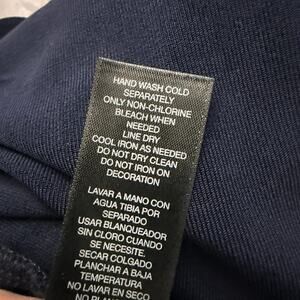 HAND WASH COLD
SEPARATELY
ONLY NON-CHLORINE
BLEACH WHEN
NEEDED
LINE DRY
COOL IRON AS NEEDED
DO NOT DRY CLEAN
DO NOT IRON ON
DECORATION
LAVAR A MANO CON
AGUA TIBIA POR
SEPARADO
USAR BLANQUEADOR
SIN CLORO CUANDO
SE NECESITE.
SECAR COLGADO
PLANCHAR A BAJA
TEMPERATURA
NO LAVAR EN SECO